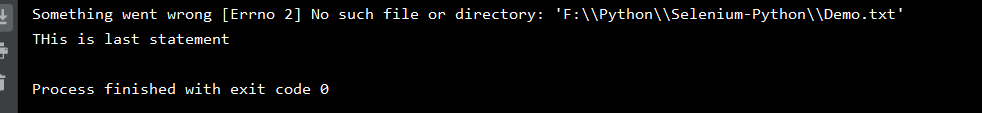 Something went wrong [Errno 2] No such file or directory: 'F:\\Python\\Selenium-Python\\Demo.txt'
THis is last statement
Process finished with exit code 0